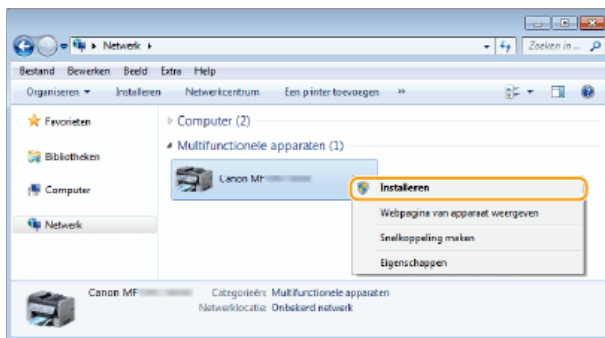 Netwerk
Zoeken in ...
Bestand Bewerken Beeld Extra Help
Organiseren Installeren Netwerkcentrum Een printer toevoegen »
Favorieten
Bibliotheken
Computer
Netwerk
Computer (2)
Multifunctionele apparaten (1)
Canon MF
Installeren
Webpagina van apparaat weergeven
Snelkoppeling maken
Eigenschappen
Canon MF Categorieën: Multifunctionele apparaten
Netwerklocatie: Onbekend netwerk